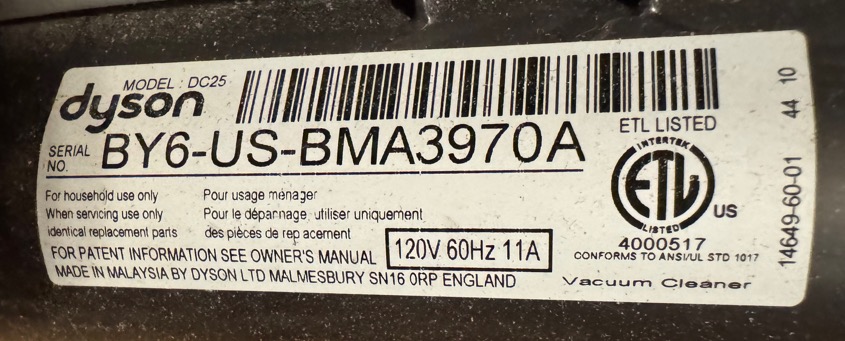 MODEL : DC25
dyson
SERIAL NO. BY6-US-BMA3970A
For household use only
When servicing use only
identical replacement parts
Pour usage ménager
Pour le dépannage, utiliser uniquement
des pièces de rep acement
FOR PATENT INFORMATION SEE OWNER'S MANUAL
120V 60Hz 11A
MADE IN MALAYSIA BY DYSON LTD MALMESBURY SN16 0RP ENGLAND
ETL LISTED
INTERTEK
ETL
LISTED
US
4000517
CONFORMS TO ANSI/UL STD 1017
Vacuum Cleaner
14649-60-01 44 10